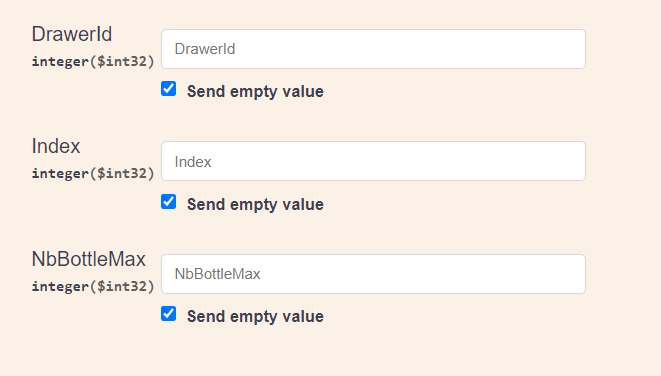 DrawerId
integer($int32)
DrawerId
Send empty value
Index
integer($int32)
Index
Send empty value
NbBottleMax
integer($int32)
NbBottleMax
Send empty value